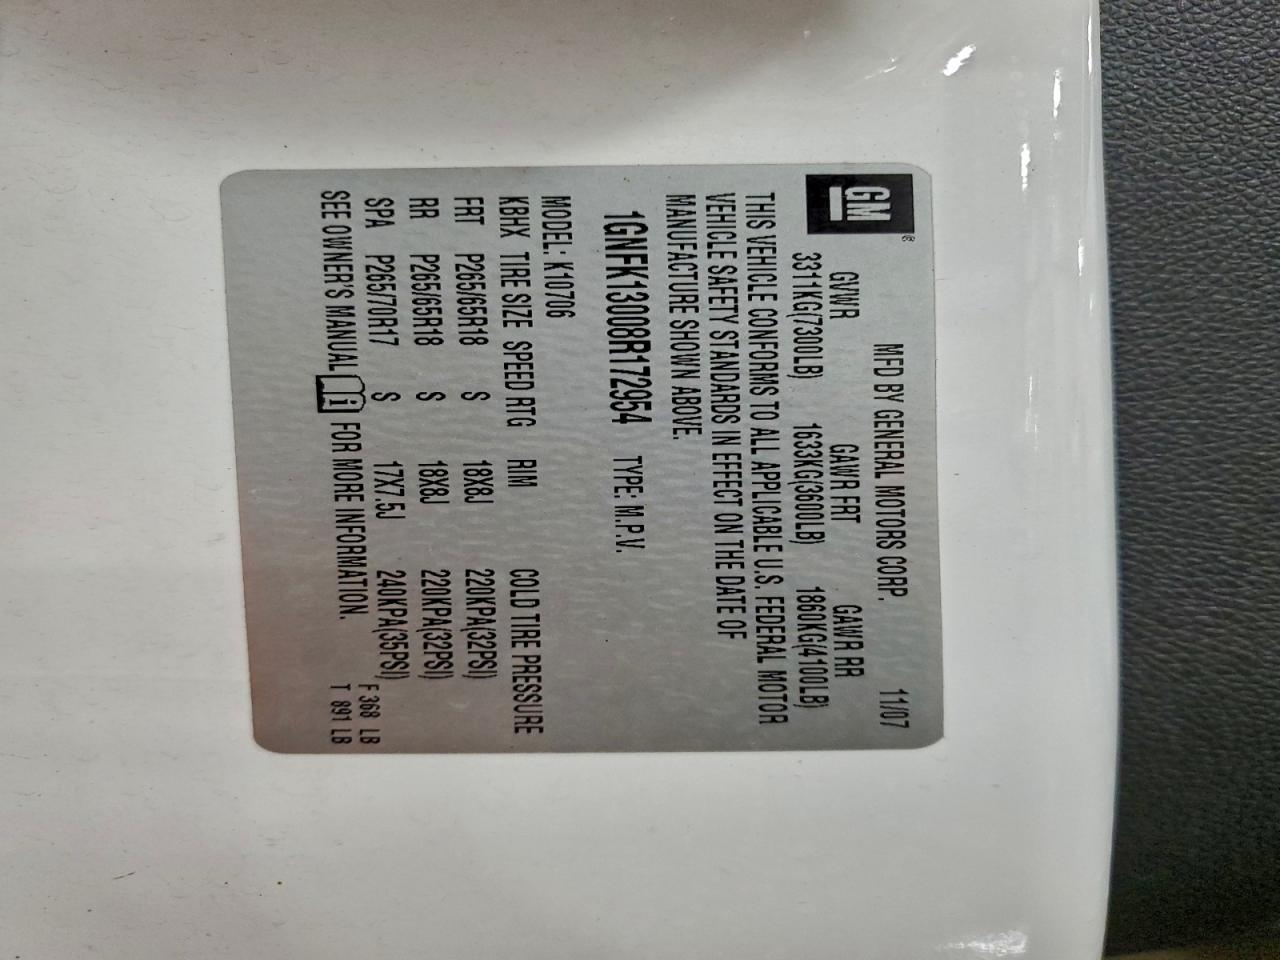 GM ®
MFD BY GENERAL MOTORS CORP. 11/07
GVWR GAWR FRT GAWR RR
3311KG(7300LB) 1633KG(3600LB) 1860KG(4100LB)
THIS VEHICLE CONFORMS TO ALL APPLICABLE U.S. FEDERAL MOTOR
VEHICLE SAFETY STANDARDS IN EFFECT ON THE DATE OF
MANUFACTURE SHOWN ABOVE.
1GNFK13008R172954 TYPE: M.P.V.
MODEL: K10706
KBHX TIRE SIZE SPEED RTG RIM COLD TIRE PRESSURE
FRT P265/65R18 S 18X8J 220KPA(32PSI)
RR P265/65R18 S 18X8J 220KPA(32PSI)
SPA P265/70R17 S 17X7.5J 240KPA(35PSI)
SEE OWNER'S MANUAL i FOR MORE INFORMATION.
F 368 LB
T 891 LB